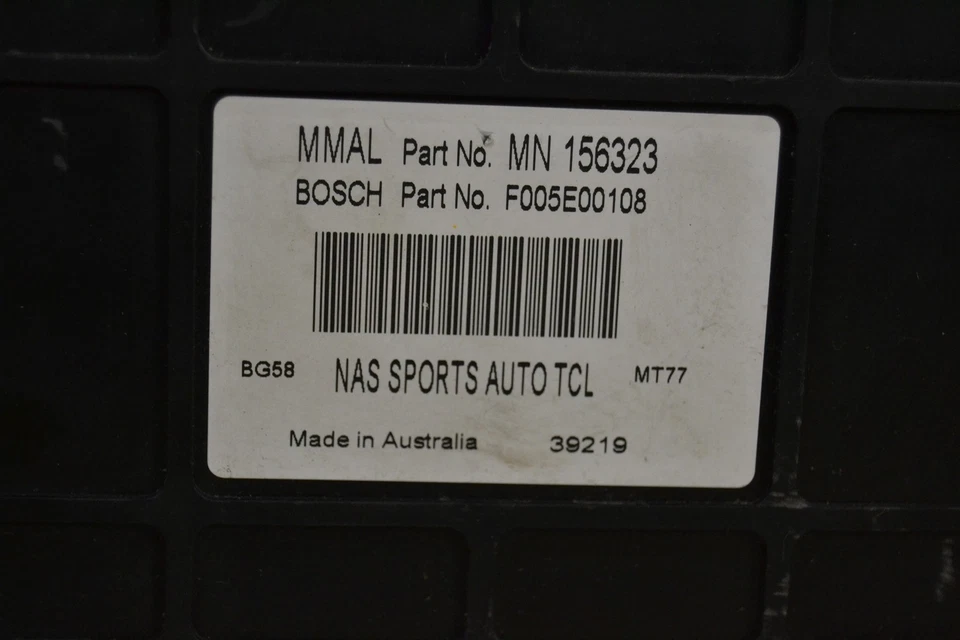 MMAL Part No. MN 156323
BOSCH Part No. F005E00108
BG58 NAS SPORTS AUTO TCL MT77
Made in Australia 39219